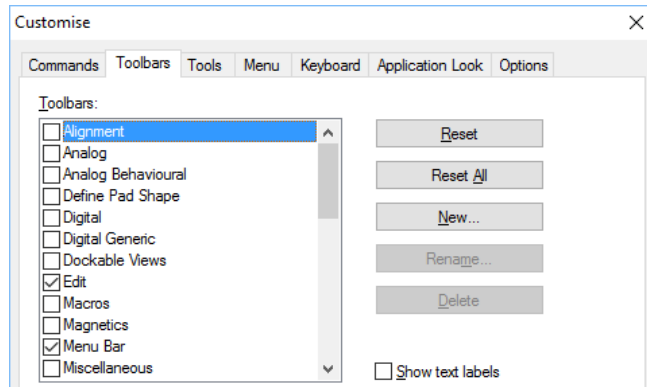 Customise
Commands Toolbars Tools Menu Keyboard Application Look Options
Toolbars:
Alignment
Analog
Analog Behavioural
Define Pad Shape
Digital
Digital Generic
Dockable Views
Edit
Macros
Magnetics
Menu Bar
Miscellaneous
Reset
Reset All
New...
Rename...
Delete
Show text labels